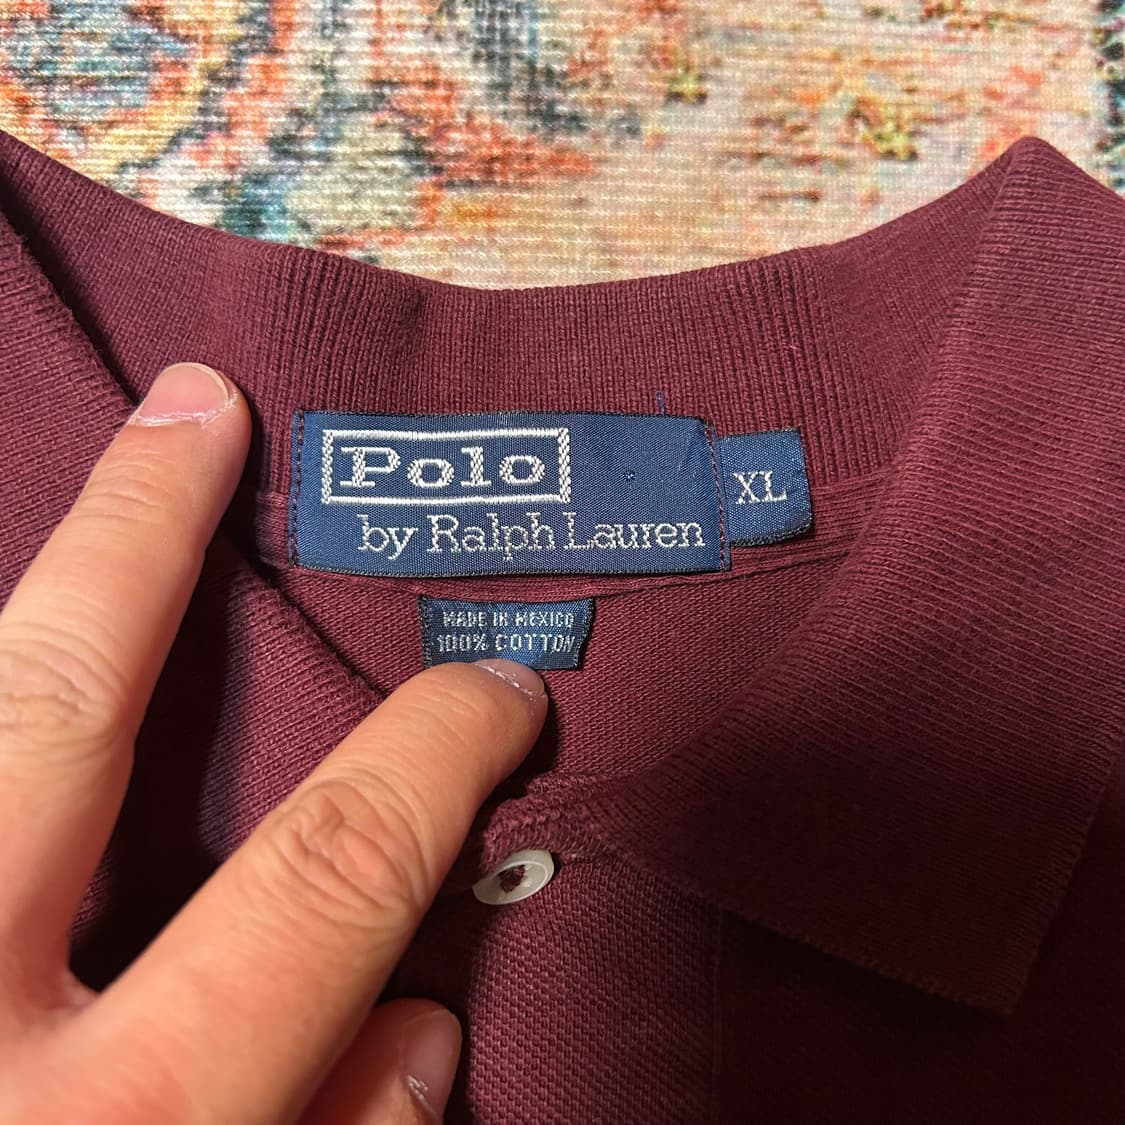 Polo
by Ralph Lauren
XL
MADE IN MEXICO
100% COTTON